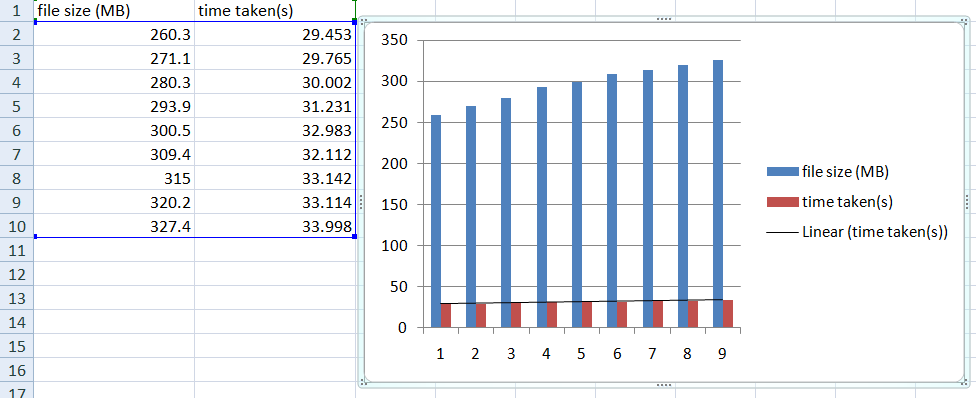 1 file size (MB) time taken(s)
2 260.3 29.453
3 271.1 29.765
4 280.3 30.002
5 293.9 31.231
6 300.5 32.983
7 309.4 32.112
8 315 33.142
9 320.2 33.114
10 327.4 33.998
11
12
13
14
15
16
17
350
300
250
200
150
100
50
0
1 2 3 4 5 6 7 8 9
file size (MB)
time taken(s)
Linear (time taken(s))